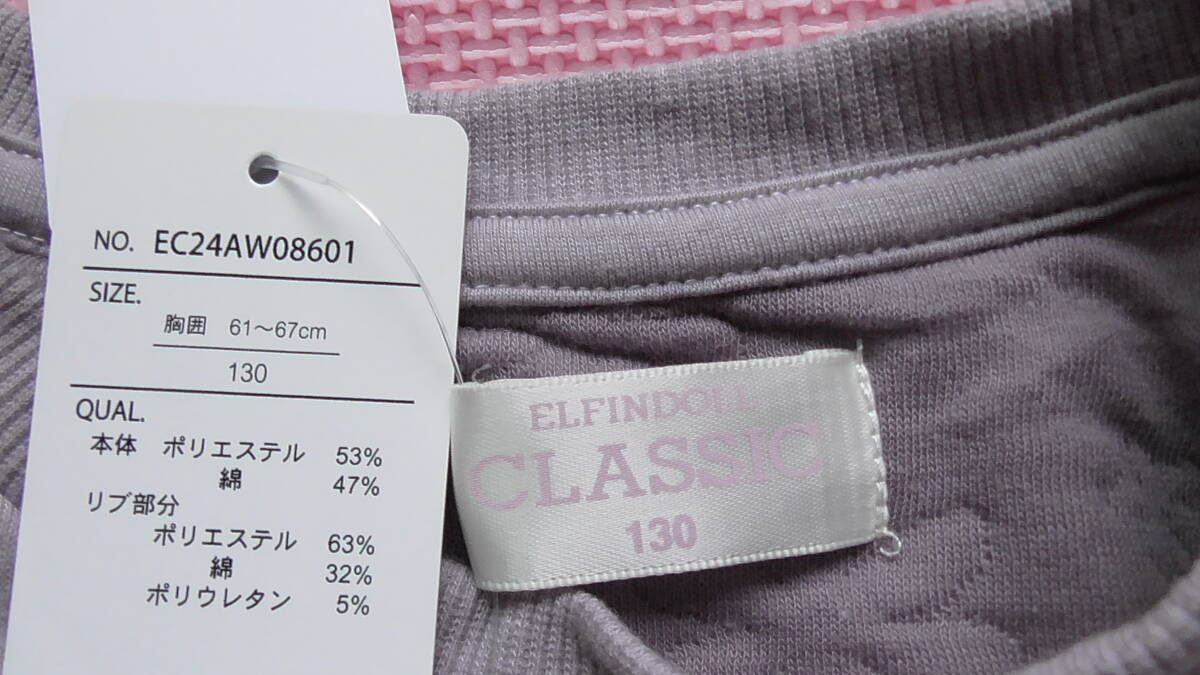 NO. EC24AW08601
SIZE.
胸囲 61～67cm
130
QUAL.
本体 ポリエステル 53%
綿 47%
リブ部分
ポリエステル 63%
綿 32%
ポリウレタン 5%
ELFINDOLL
CLASSIC
130